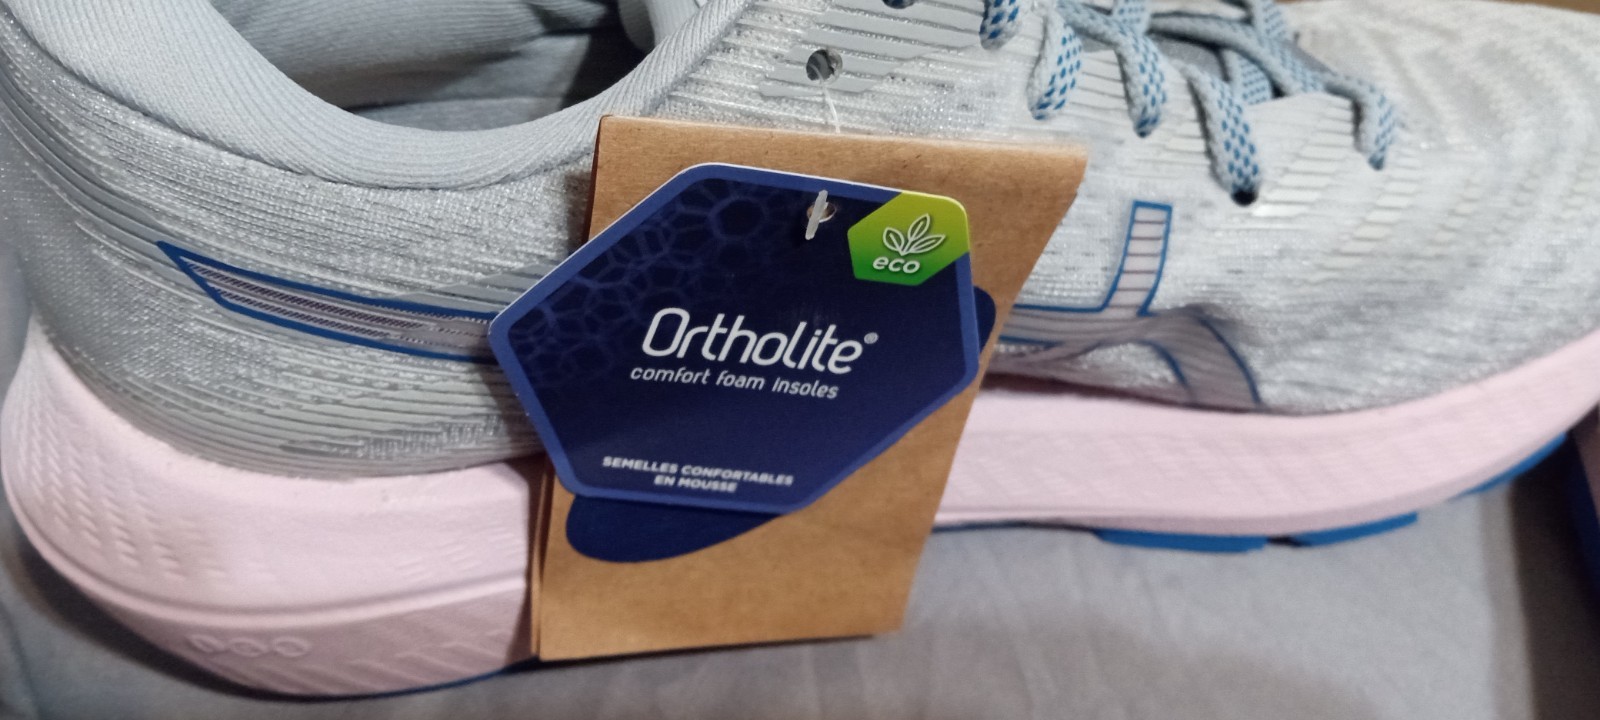 eco
Ortholite®
comfort foam insoles
SEMELLES CONFORTABLES
EN MOUSSE